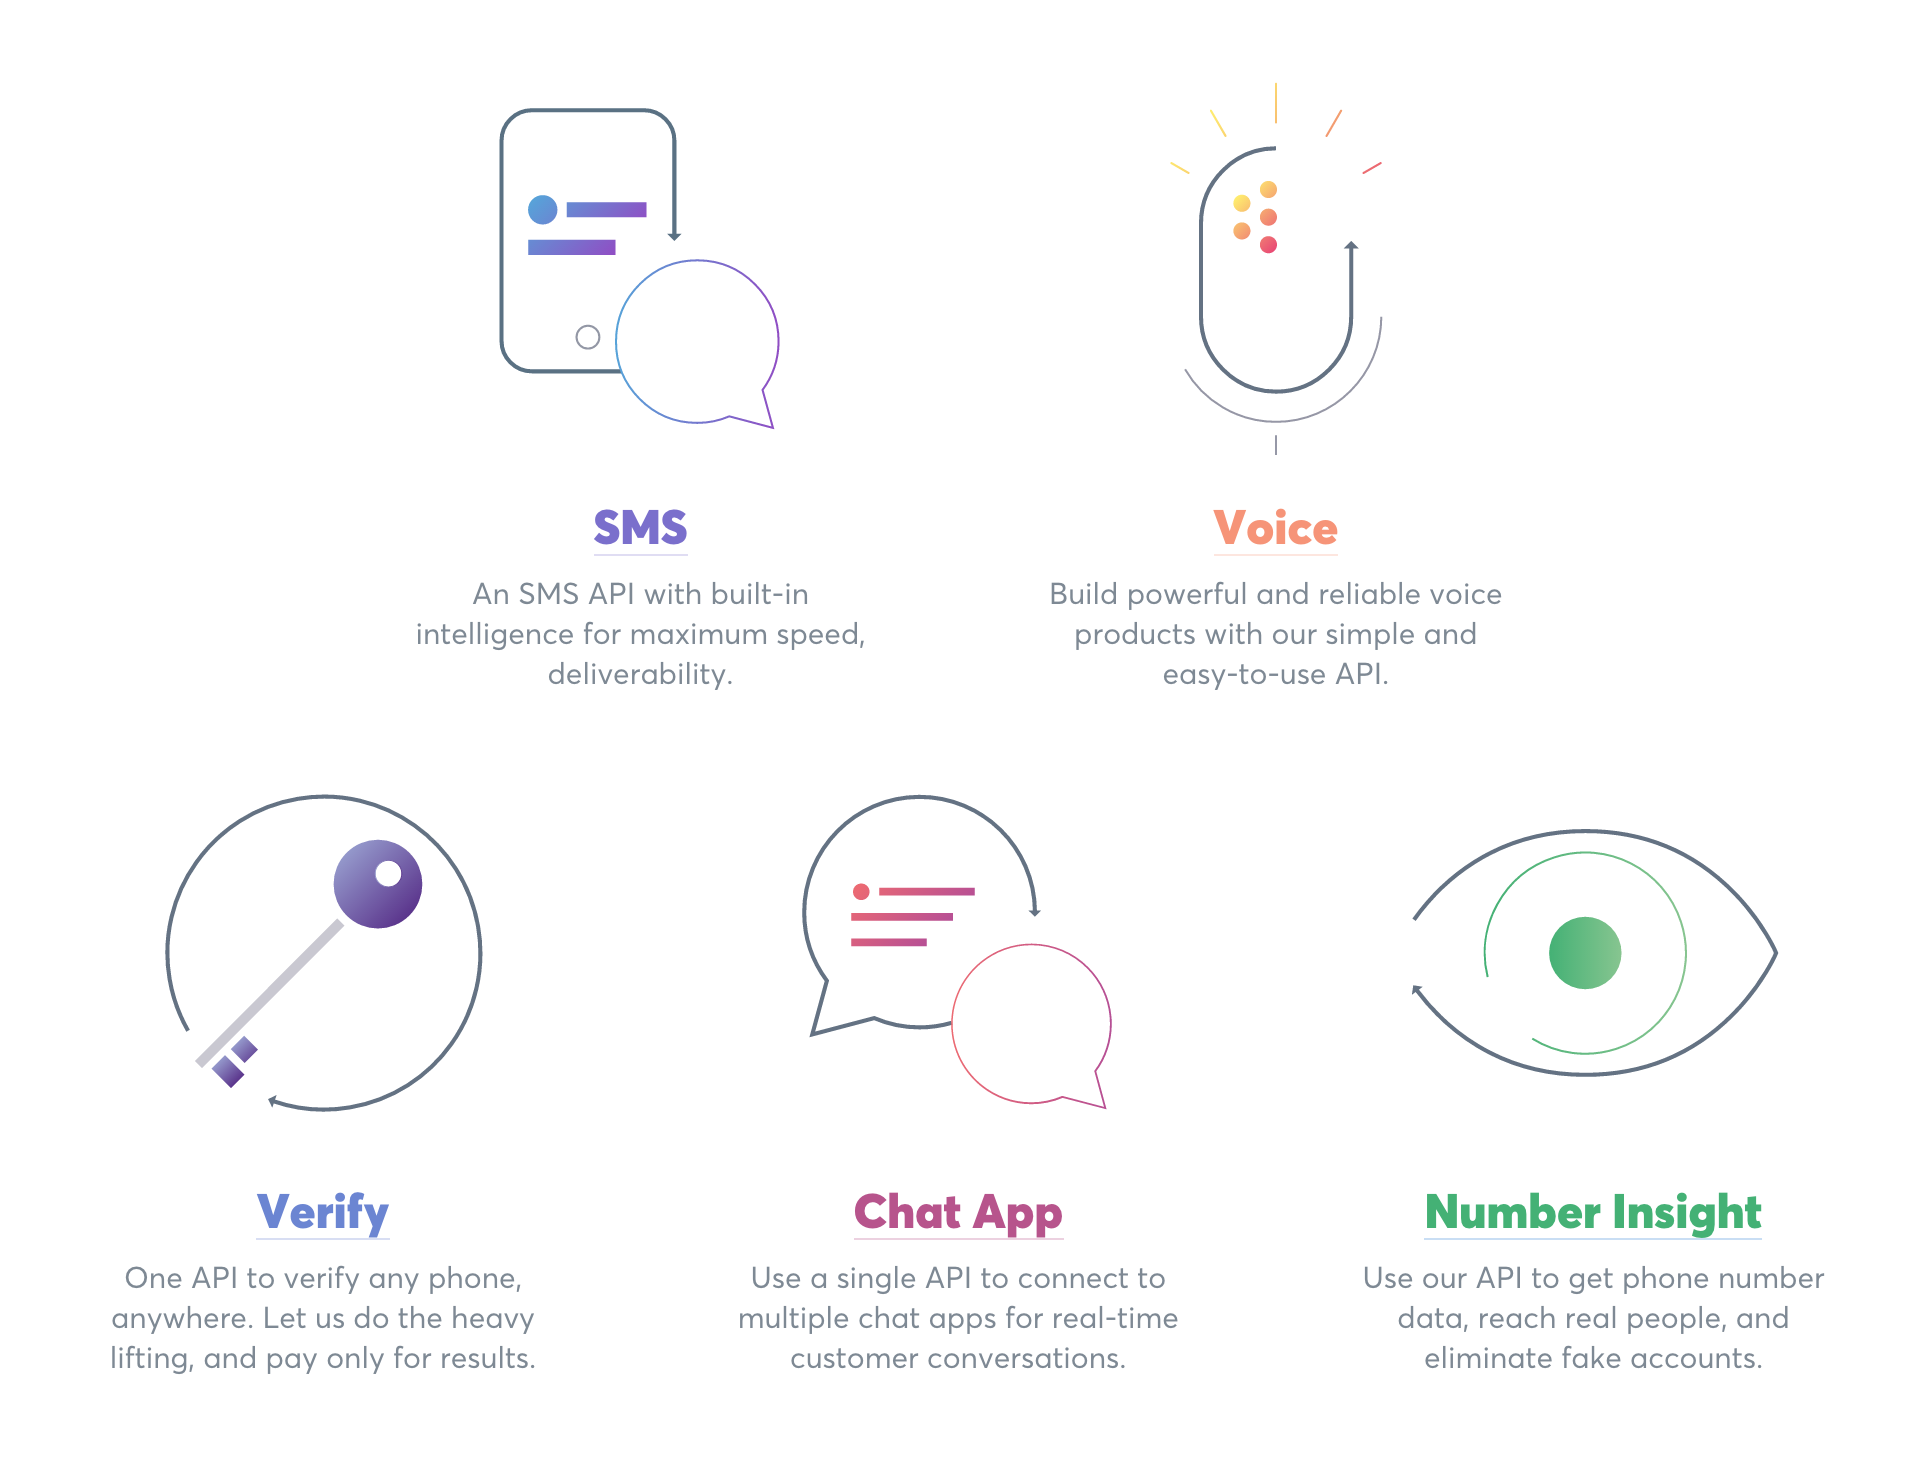 SMS
An SMS API with built-in
intelligence for maximum speed,
deliverability.
Voice
Build powerful and reliable voice
products with our simple and
easy-to-use API.
Verify
One API to verify any phone,
anywhere. Let us do the heavy
lifting, and pay only for results.
Chat App
Use a single API to connect to
multiple chat apps for real-time
customer conversations.
Number Insight
Use our API to get phone number
data, reach real people, and
eliminate fake accounts.